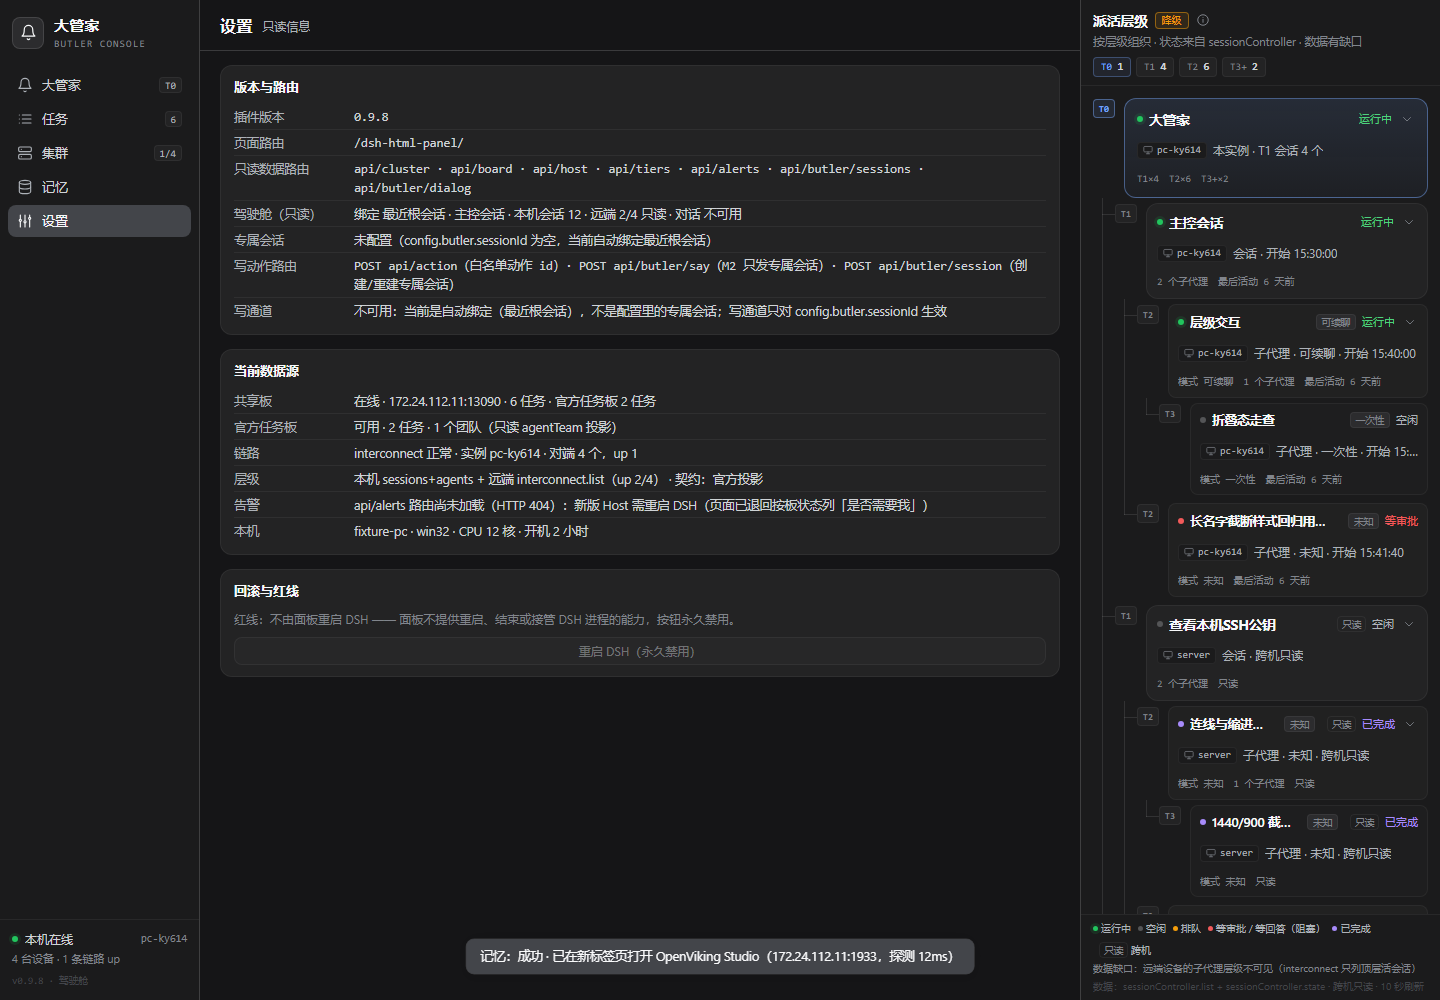 大管家
BUTLER CONSOLE
大管家 T0
任务 6
集群 1/4
记忆
设置
本机在线 pc-ky614
4 台设备 · 1 条链路 up
v0.9.8 · 驾驶舱
设置 只读信息
版本与路由
插件版本 0.9.8
页面路由 /dsh-html-panel/
只读数据路由 api/cluster · api/board · api/host · api/tiers · api/alerts · api/butler/sessions ·
api/butler/dialog
驾驶舱（只读） 绑定 最近根会话 · 主控会话 · 本机会话 12 · 远端 2/4 只读 · 对话 不可用
专属会话 未配置（config.butler.sessionId 为空，当前自动绑定最近根会话）
写动作路由 POST api/action（白名单动作 id）· POST api/butler/say（M2 只发专属会话）· POST api/butler/session（创
建/重建专属会话）
写通道 不可用：当前是自动绑定（最近根会话），不是配置里的专属会话；写通道只对 config.butler.sessionId 生效
当前数据源
共享板 在线 · 172.24.112.11:13090 · 6 任务 · 官方任务板 2 任务
官方任务板 可用 · 2 任务 · 1 个团队（只读 agentTeam 投影）
链路 interconnect 正常 · 实例 pc-ky614 · 对端 4 个，up 1
层级 本机 sessions+agents + 远端 interconnect.list（up 2/4） · 契约：官方投影
告警 api/alerts 路由尚未加载（HTTP 404）：新版 Host 需重启 DSH（页面已退回按板状态列「是否需要我」）
本机 fixture-pc · win32 · CPU 12 核 · 开机 2 小时
回滚与红线
红线：不由面板重启 DSH —— 面板不提供重启、结束或接管 DSH 进程的能力，按钮永久禁用。
重启 DSH（永久禁用）
记忆：成功 · 已在新标签页打开 OpenViking Studio（172.24.112.11:1933，探测 12ms）
派活层级 降级
按层级组织 · 状态来自 sessionController · 数据有缺口
T0 1 T1 4 T2 6 T3+ 2
T0 大管家 运行中
pc-ky614 本实例 · T1 会话 4 个
T1×4 T2×6 T3+×2
T1 主控会话 运行中
pc-ky614 会话 · 开始 15:30:00
2 个子代理 最后活动 6 天前
T2 层级交互 可续聊 运行中
pc-ky614 子代理 · 可续聊 · 开始 15:40:00
模式 可续聊 1 个子代理 最后活动 6 天前
T3 折叠态走查 一次性 空闲
pc-ky614 子代理 · 一次性 · 开始 15:...
模式 一次性 最后活动 6 天前
T2 长名字截断样式回归用... 未知 等审批
pc-ky614 子代理 · 未知 · 开始 15:41:40
模式 未知 最后活动 6 天前
T1 查看本机SSH公钥 只读 空闲
server 会话 · 跨机只读
2 个子代理 只读
T2 连线与缩进... 未知 只读 已完成
server 子代理 · 未知 · 跨机只读
模式 未知 1 个子代理 只读
T3 1440/900 截... 未知 只读 已完成
server 子代理 · 未知 · 跨机只读
模式 未知 只读
运行中 空闲 排队 等审批 / 等回答（阻塞） 已完成
只读 跨机
数据缺口：远端设备的子代理层级不可见（interconnect 只列顶层活会话）
数据：sessionController.list + sessionController.state · 跨机只读 · 10 秒刷新